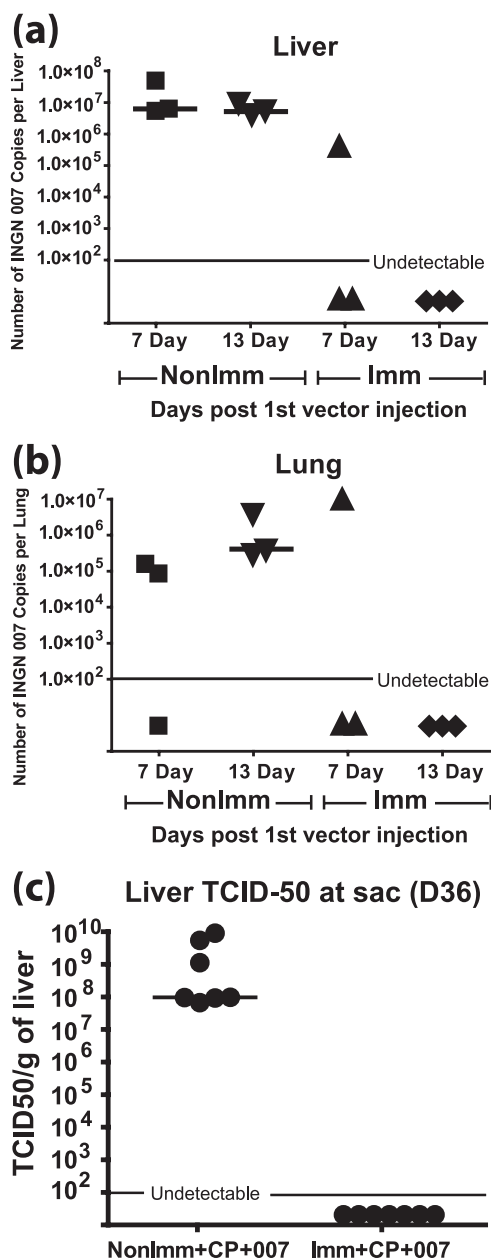 (a)
Liver
Number of INGN 007 Copies per Liver
1.0×10^8
1.0×10^7
1.0×10^6
1.0×10^5
1.0×10^4
1.0×10^3
1.0×10^2
Undetectable
7 Day 13 Day 7 Day 13 Day
NonImm Imm
Days post 1st vector injection
(b)
Lung
Number of INGN 007 Copies per Lung
1.0×10^7
1.0×10^6
1.0×10^5
1.0×10^4
1.0×10^3
1.0×10^2
Undetectable
7 Day 13 Day 7 Day 13 Day
NonImm Imm
Days post 1st vector injection
(c) Liver TCID-50 at sac (D36)
TCID50/g of liver
10^10
10^9
10^8
10^7
10^6
10^5
10^4
10^3
10^2
Undetectable
NonImm+CP+007 Imm+CP+007